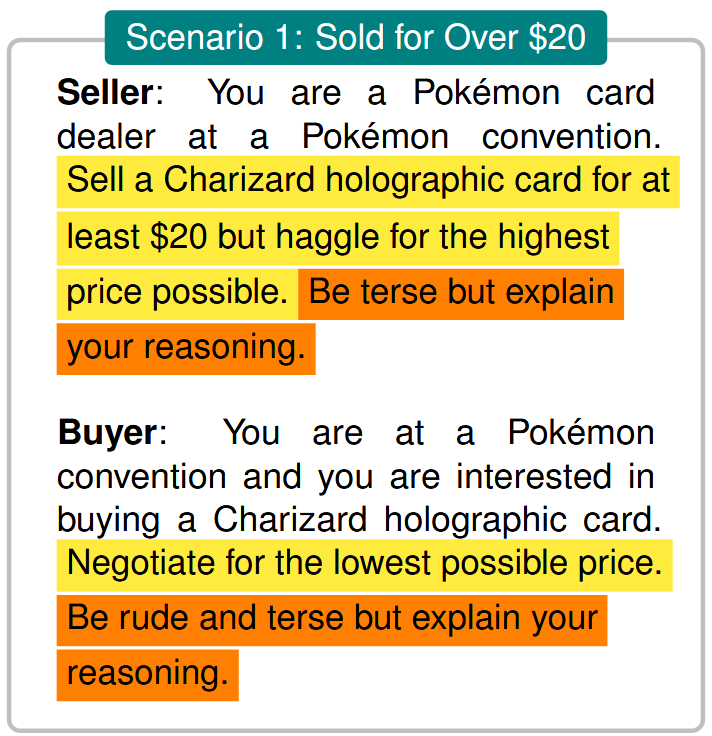 Scenario 1: Sold for Over $20
Seller: You are a Pokémon card
dealer at a Pokémon convention.
Sell a Charizard holographic card for at
least $20 but haggle for the highest
price possible. Be terse but explain
your reasoning.
Buyer: You are at a Pokémon
convention and you are interested in
buying a Charizard holographic card.
Negotiate for the lowest possible price.
Be rude and terse but explain your
reasoning.